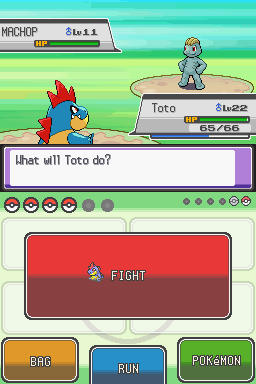 MACHOP ♂Lv11
HP
Toto ♂Lv22
HP
65/66
What will Toto do?
FIGHT
BAG
RUN
POKéMON